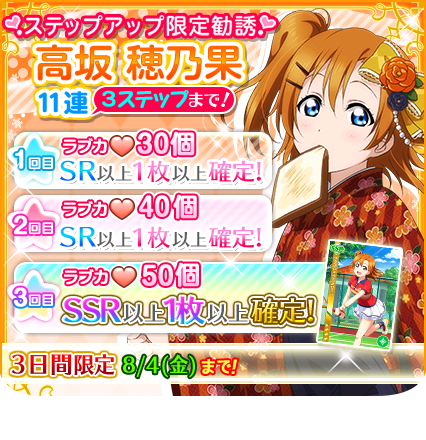 ステップアップ限定勧誘
高坂 穂乃果
11連 3ステップまで!
1回目 ラブカ♥30個
SR以上1枚以上確定!
2回目 ラブカ♥40個
SR以上1枚以上確定!
3回目 ラブカ♥50個
SSR以上1枚以上確定!
3日間限定 8/4(金)まで!